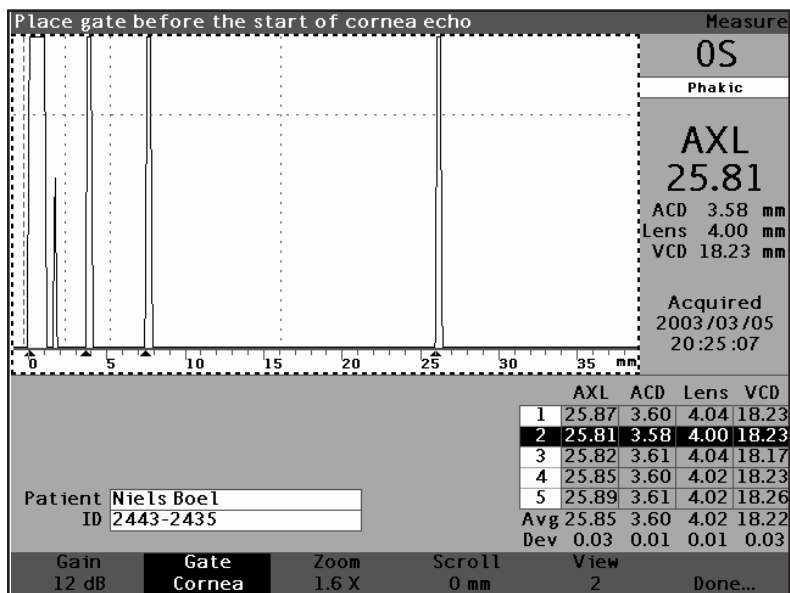 Place gate before the start of cornea echo Measure
OS
Phakic
AXL
25.81
ACD 3.58 mm
Lens 4.00 mm
VCD 18.23 mm
Acquired
2003/03/05
20:25:07
0 5 10 15 20 25 30 35 mm
AXL ACD Lens VCD
1 25.87 3.60 4.04 18.23
2 25.81 3.58 4.00 18.23
3 25.82 3.61 4.04 18.17
4 25.85 3.60 4.02 18.23
5 25.89 3.61 4.02 18.26
Avg 25.85 3.60 4.02 18.22
Dev 0.03 0.01 0.01 0.03
Patient Niels Boel
ID 2443-2435
Gain Gate Zoom Scroll View
12 dB Cornea 1.6 X 0 mm 2 Done...